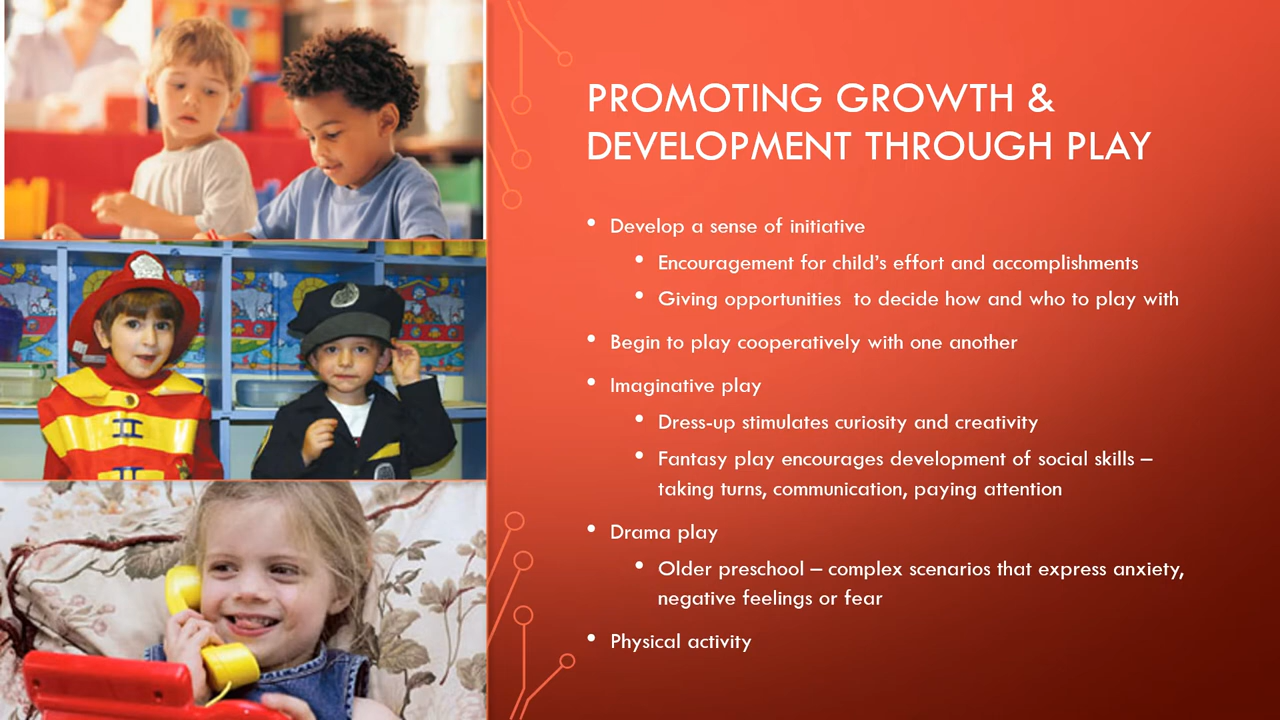 PROMOTING GROWTH &
DEVELOPMENT THROUGH PLAY
• Develop a sense of initiative
• Encouragement for child’s effort and accomplishments
• Giving opportunities  to decide how and who to play with
• Begin to play cooperatively with one another
• Imaginative play
• Dress-up stimulates curiosity and creativity
• Fantasy play encourages development of social skills –
taking turns, communication, paying attention
• Drama play
• Older preschool – complex scenarios that express anxiety,
negative feelings or fear
• Physical activity